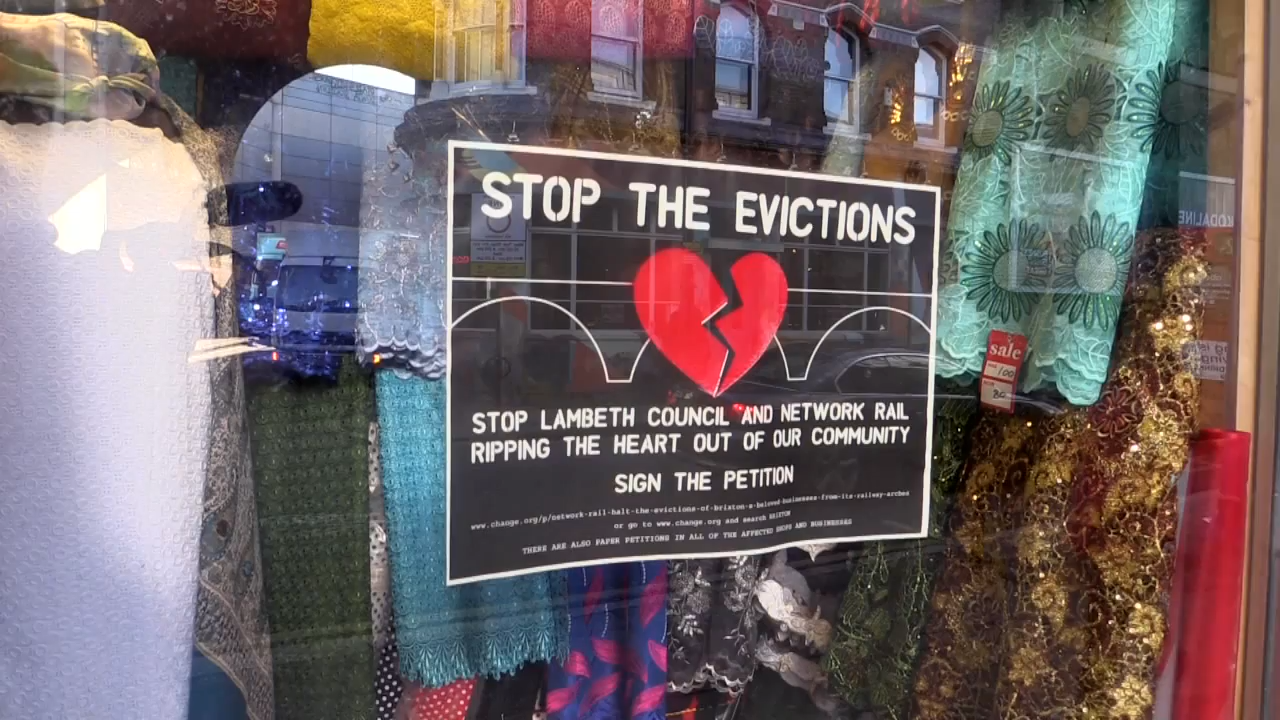 STOP THE EVICTIONS
STOP LAMBETH COUNCIL AND NETWORK RAIL
RIPPING THE HEART OUT OF OUR COMMUNITY
SIGN THE PETITION
www.change.org/p/network-rail-halt-the-evictions-of-brixton-s-beloved-businesses-from-its-railway-arches
or go to www.change.org and search BRIXTON
THERE ARE ALSO PAPER PETITIONS IN ALL OF THE AFFECTED SHOPS AND BUSINESSES
sale
100
80
KODALINE